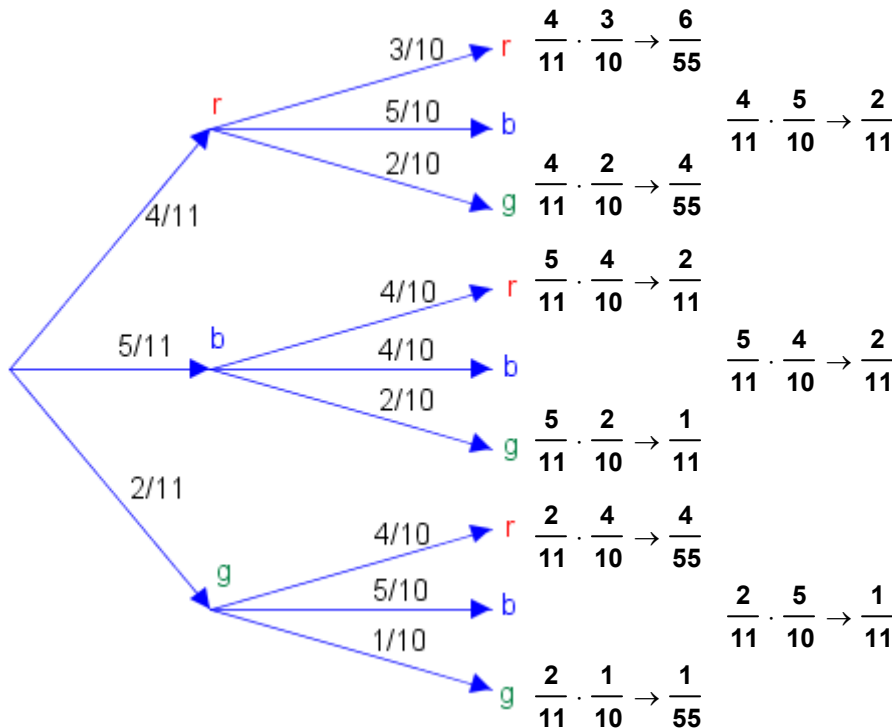 3/10 r 4/11 · 3/10 → 6/55
r
5/10 b 4/11 · 5/10 → 2/11
2/10 g 4/11 · 2/10 → 4/55
4/11
4/10 r 5/11 · 4/10 → 2/11
5/11 b
4/10 b 5/11 · 4/10 → 2/11
2/10 g 5/11 · 2/10 → 1/11
2/11
4/10 r 2/11 · 4/10 → 4/55
g
5/10 b 2/11 · 5/10 → 1/11
1/10 g 2/11 · 1/10 → 1/55